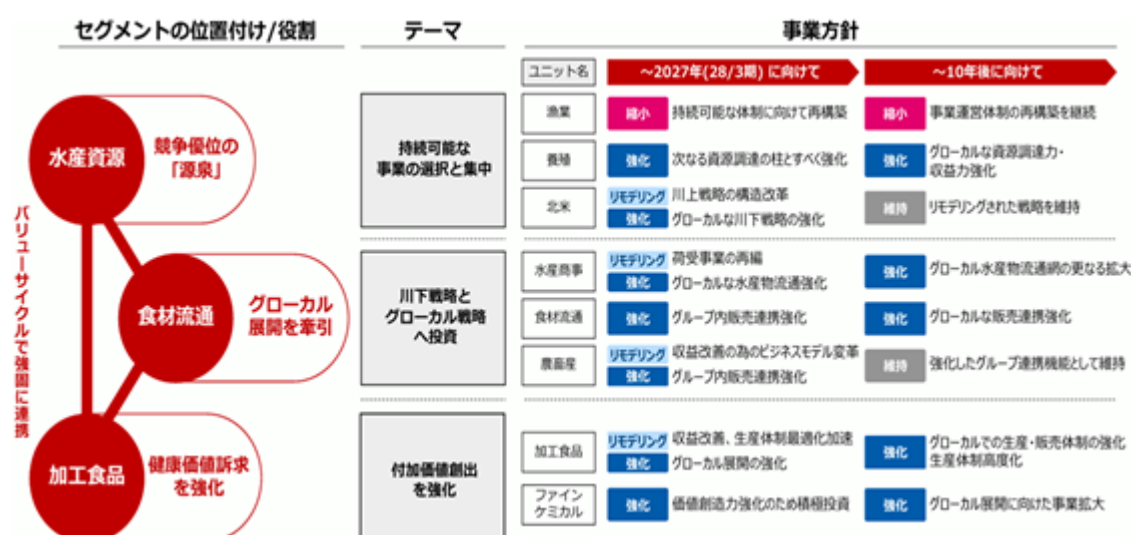 セグメントの位置付け/役割
テーマ
事業方針
ユニット名
～2027年(28/3期) に向けて
～10年後に向けて
水産資源
競争優位の
「源泉」
持続可能な
事業の選択と集中
漁業
縮小
持続可能な体制に向けて再構築
縮小
事業運営体制の再構築を継続
養殖
強化
次なる資源調達の柱とすべく強化
強化
グローカルな資源調達力・
収益力強化
北米
リモデリング
川上戦略の構造改革
強化
グローカルな川下戦略の強化
維持
リモデリングされた戦略を維持
バリューサイクルで強固に連携
食材流通
グローカル
展開を牽引
川下戦略と
グローカル戦略
へ投資
水産商事
リモデリング
荷受事業の再編
強化
グローカルな水産物流通強化
強化
グローカル水産物流通網の更なる拡大
食材流通
強化
グループ内販売連携強化
強化
グローカルな販売連携強化
農畜産
リモデリング
収益改善の為のビジネスモデル変革
強化
グループ内販売連携強化
維持
強化したグループ連携機能として維持
加工食品
健康価値訴求
を強化
付加価値創出
を強化
加工食品
リモデリング
収益改善、生産体制最適化加速
強化
グローカル展開の強化
強化
グローカルでの生産・販売体制の強化
生産体制高度化
ファイン
ケミカル
強化
価値創造力強化のため積極投資
強化
グローカル展開に向けた事業拡大